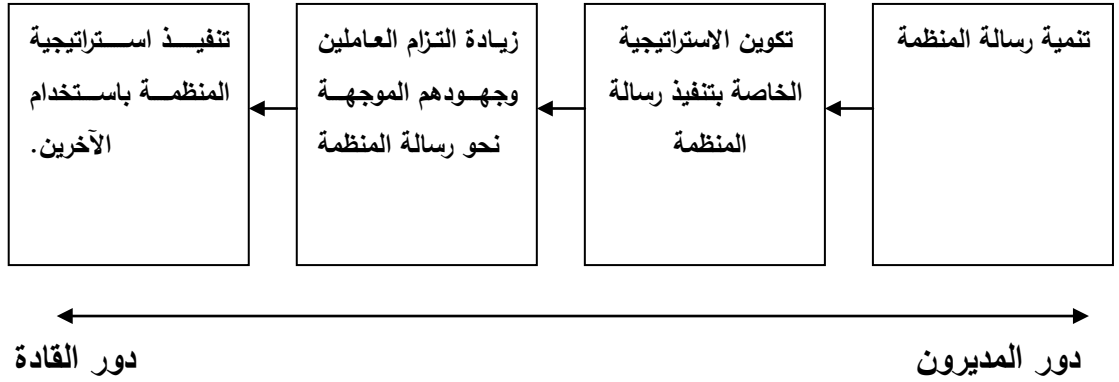 تنمية رسالة المنظمة
تكوين الاستراتيجية
الخاصة بتنفيذ رسالة
المنظمة
زيادة التزام العاملين
وجهودهم الموجهة
نحو رسالة المنظمة
تنفيذ استراتيجية
المنظمة باستخدام
الآخرين.
دور المديرون
دور القادة